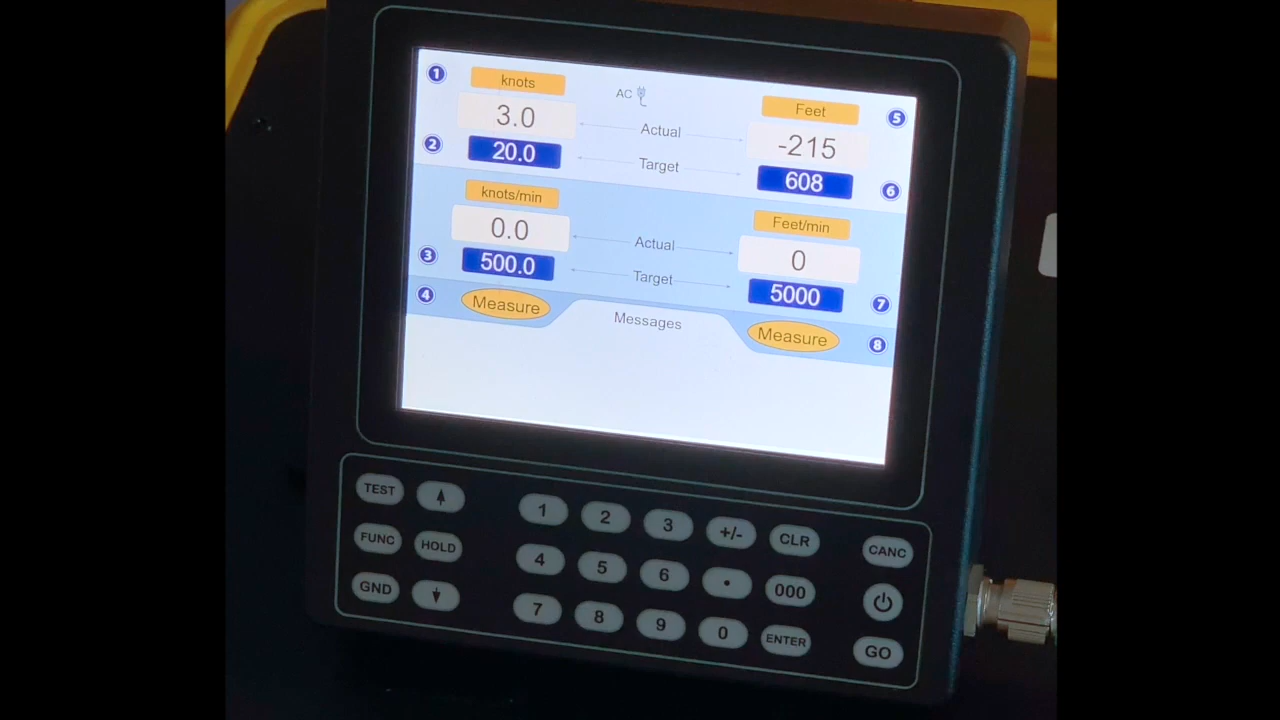 1 knots AC Feet 5
3.0 Actual -215
2 20.0 Target 608 6
knots/min Feet/min
0.0 Actual 0
3 500.0 Target 5000 7
4 Measure Messages Measure 8
TEST 1 2 3 +/- CLR CANC
FUNC HOLD 4 5 6 . 000
GND 7 8 9 0 ENTER GO